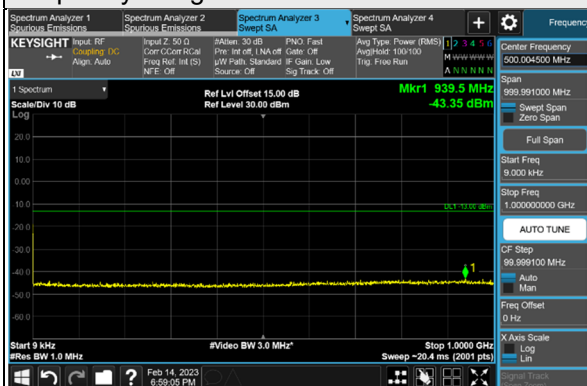 Spectrum Analyzer 1
Spurious Emissions
Spectrum Analyzer 2
Spurious Emissions
Spectrum Analyzer 3
Swept SA
Spectrum Analyzer 4
Swept SA
+
Frequency
KEYSIGHT
Input: RF
Coupling: DC
Align: Auto
Input Z: 50 Ω
Corr CCorr RCal
Freq Ref: Int (S)
NFE: Off
#Atten: 30 dB
Pre: Int off, LNA off
µW Path: Standard
Source: Off
PNO: Fast
Gate: Off
IF Gain: Low
Sig Track: Off
Avg Type: Power (RMS)
Avg|Hold: 100/100
Trig: Free Run
1 2 3 4 5 6
M W W W W W
A N N N N N
LXI
1 Spectrum
Scale/Div 10 dB
Log
Ref Lvl Offset 15.00 dB
Ref Level 30.00 dBm
Mkr1 939.5 MHz
-43.35 dBm
20.0
10.0
0.00
-10.0
-20.0
-30.0
-40.0
-50.0
-60.0
DL1 -13.00 dBm
1
Start 9 kHz
#Res BW 1.0 MHz
#Video BW 3.0 MHz*
Stop 1.0000 GHz
Sweep ~20.4 ms (2001 pts)
Feb 14, 2023
6:59:05 PM
Center Frequency
500.004500 MHz
Span
999.991000 MHz
Swept Span
Zero Span
Full Span
Start Freq
9.000 kHz
Stop Freq
1.000000000 GHz
AUTO TUNE
CF Step
99.999100 MHz
Auto
Man
Freq Offset
0 Hz
X Axis Scale
Log
Lin
Signal Track